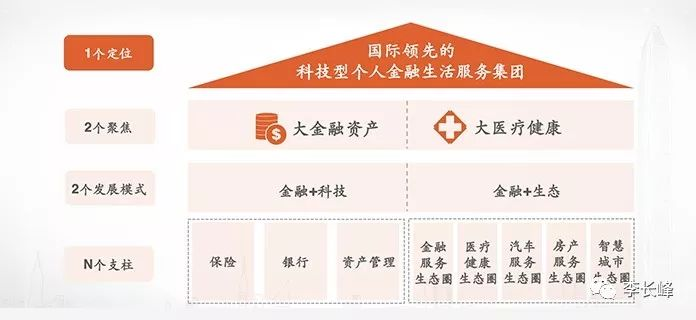 1个定位
国际领先的
科技型个人金融生活服务集团
2个聚焦
大金融资产
大医疗健康
2个发展模式
金融+科技
金融+生态
N个支柱
保险
银行
资产管理
金融
服务
生态圈
医疗
健康
生态圈
汽车
服务
生态圈
房产
服务
生态圈
智慧
城市
生态圈
李长峰